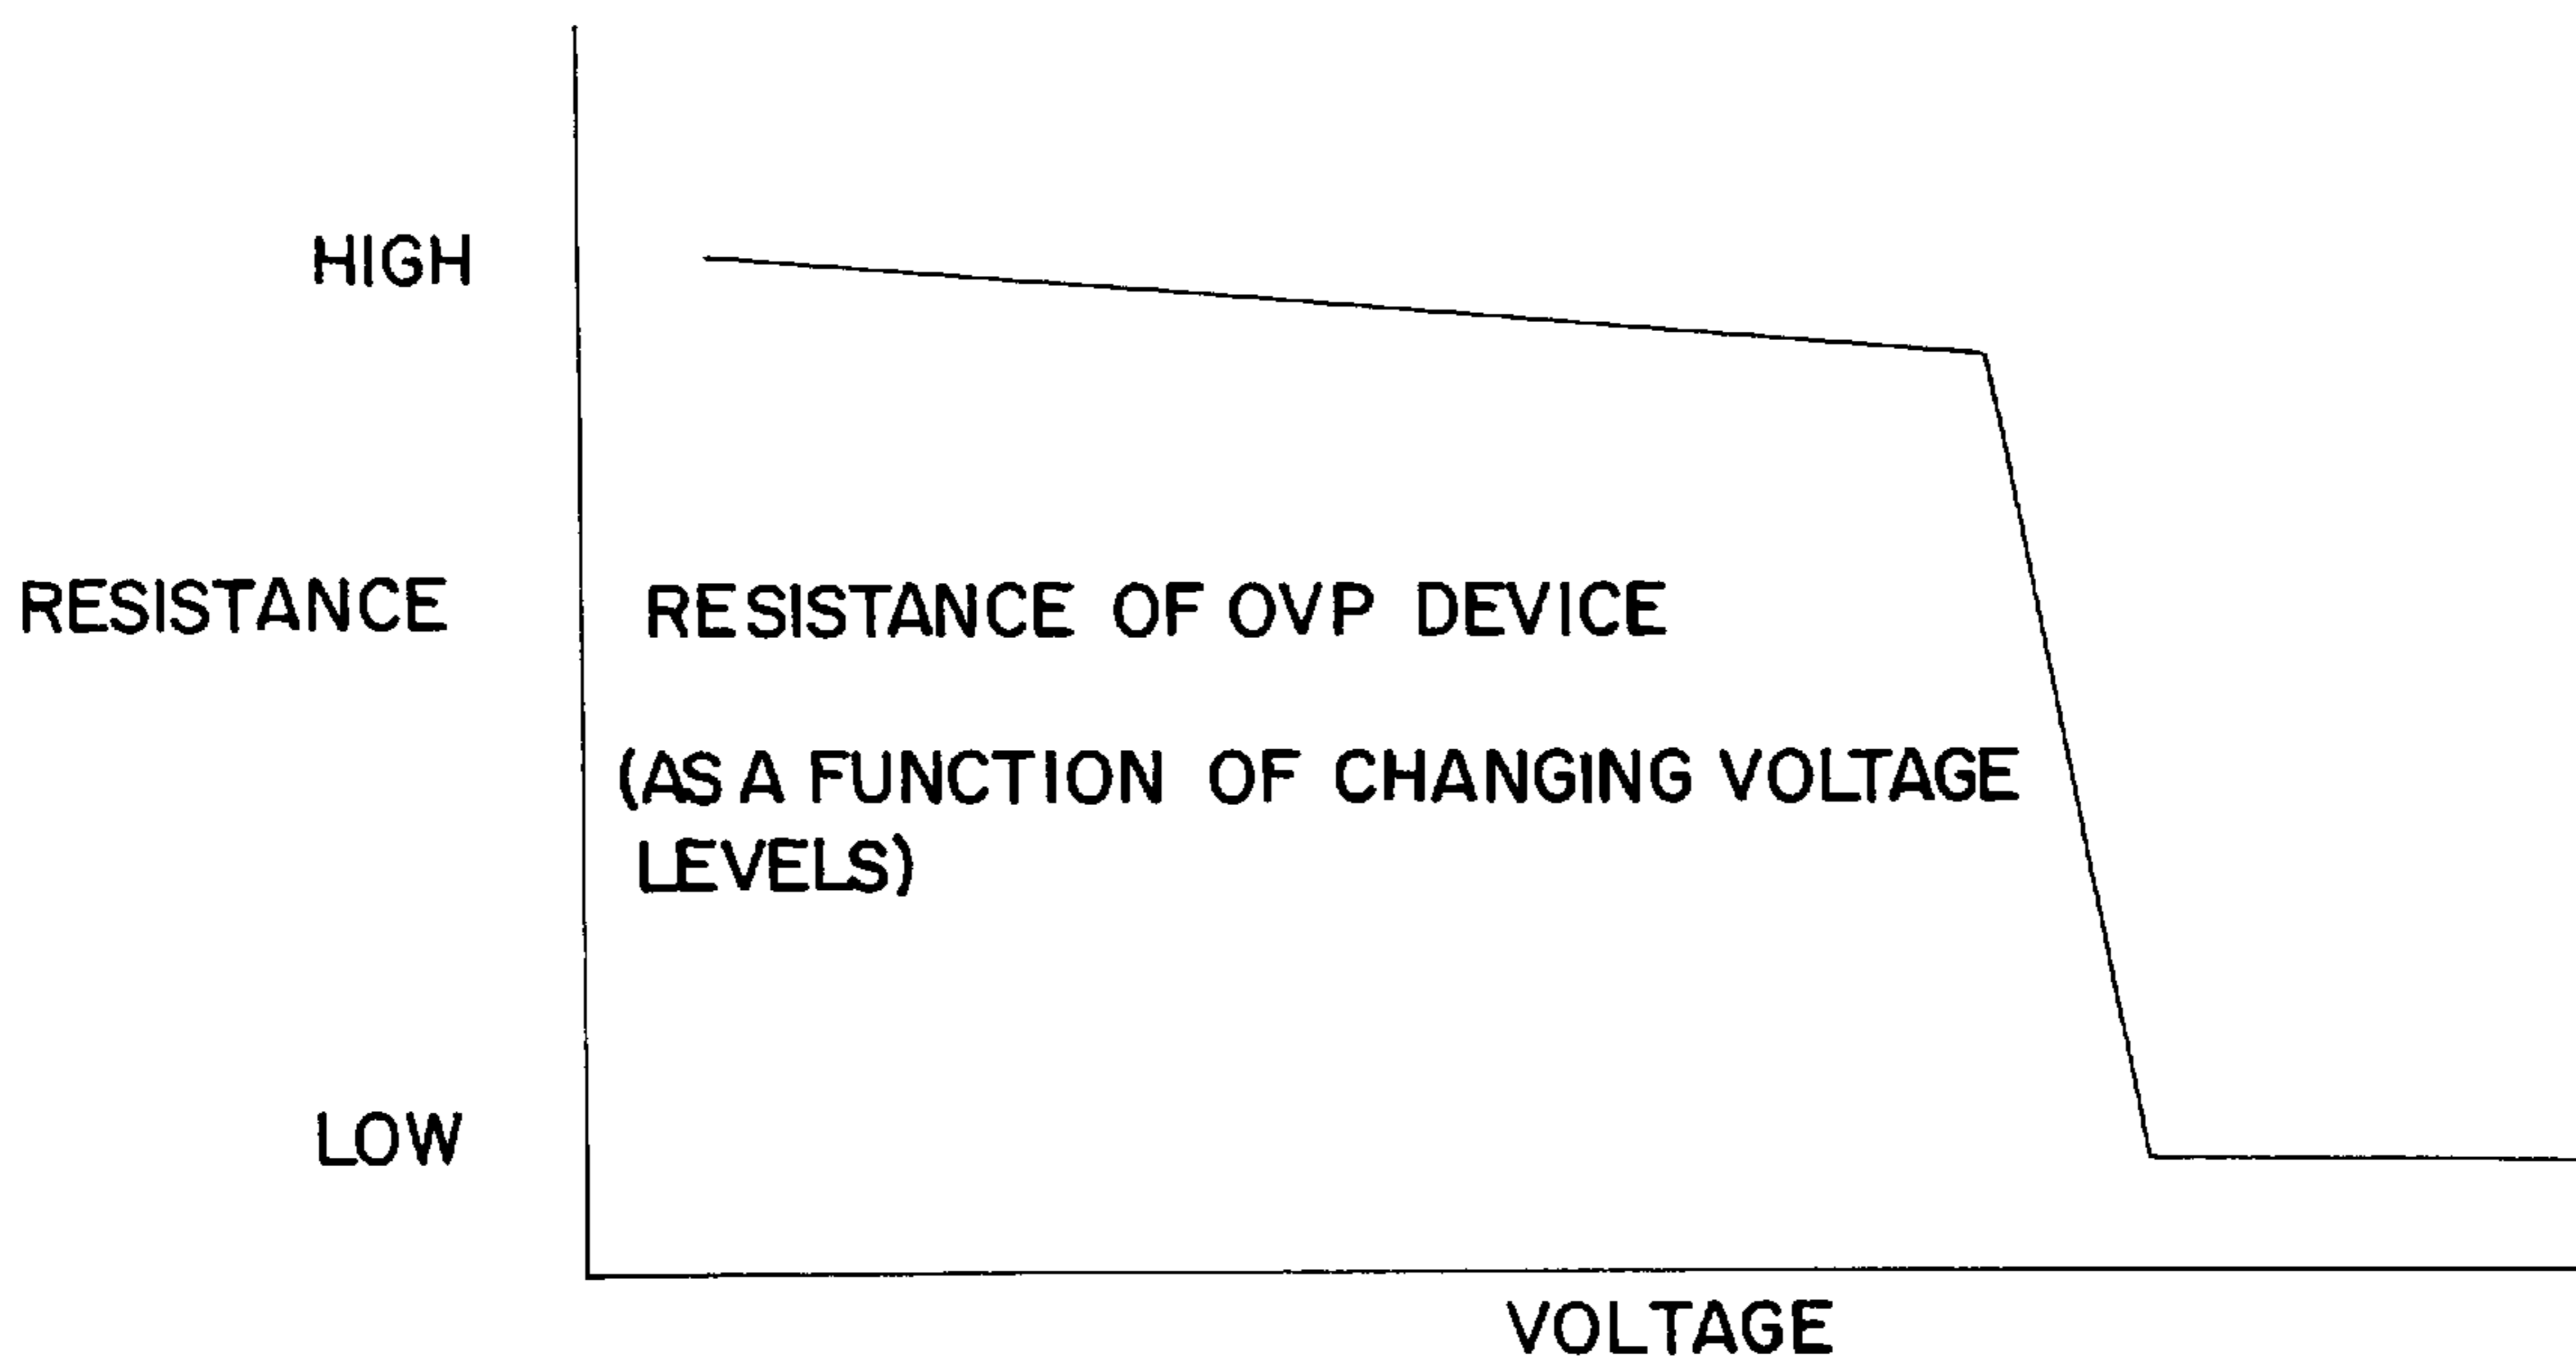 HIGH
RESISTANCE
RESISTANCE OF OVP DEVICE
(AS A FUNCTION OF CHANGING VOLTAGE
LEVELS)
LOW
VOLTAGE